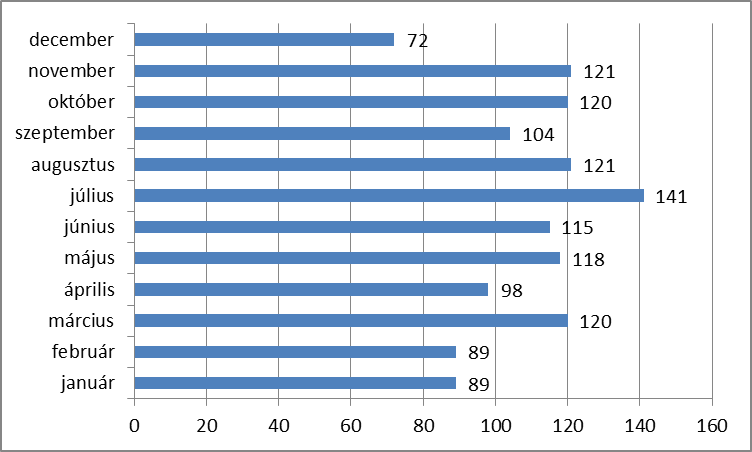 december 72
november 121
október 120
szeptember 104
augusztus 121
július 141
június 115
május 118
április 98
március 120
február 89
január 89
0 20 40 60 80 100 120 140 160